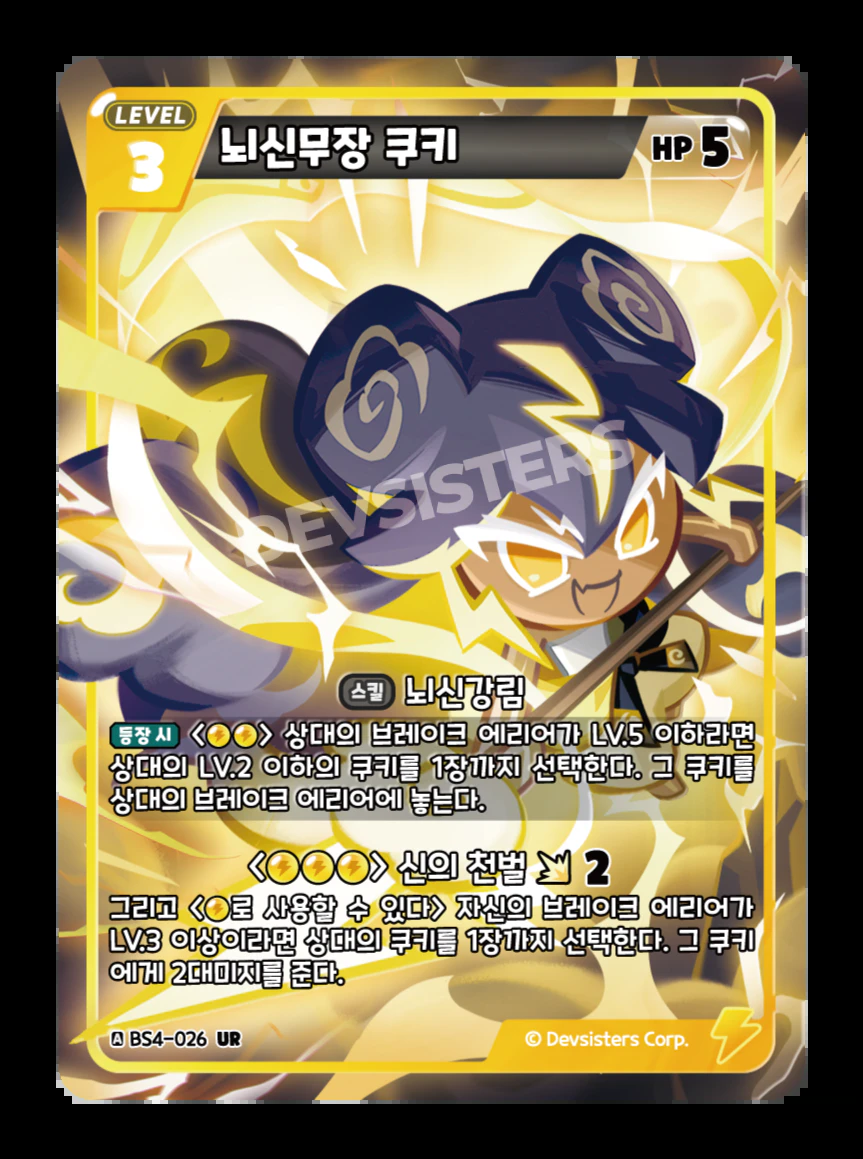 LEVEL
3
뇌신무장 쿠키
HP 5
DEVSISTERS
스킬 뇌신강림
등장 시 < > 상대의 브레이크 에리어가 LV.5 이하라면
상대의 LV.2 이하의 쿠키를 1장까지 선택한다. 그 쿠키를
상대의 브레이크 에리어에 놓는다.
< > 신의 천벌 2
그리고 < 로 사용할 수 있다> 자신의 브레이크 에리어가
LV.3 이상이라면 상대의 쿠키를 1장까지 선택한다. 그 쿠키
에게 2대미지를 준다.
A BS4-026 UR
© Devsisters Corp.